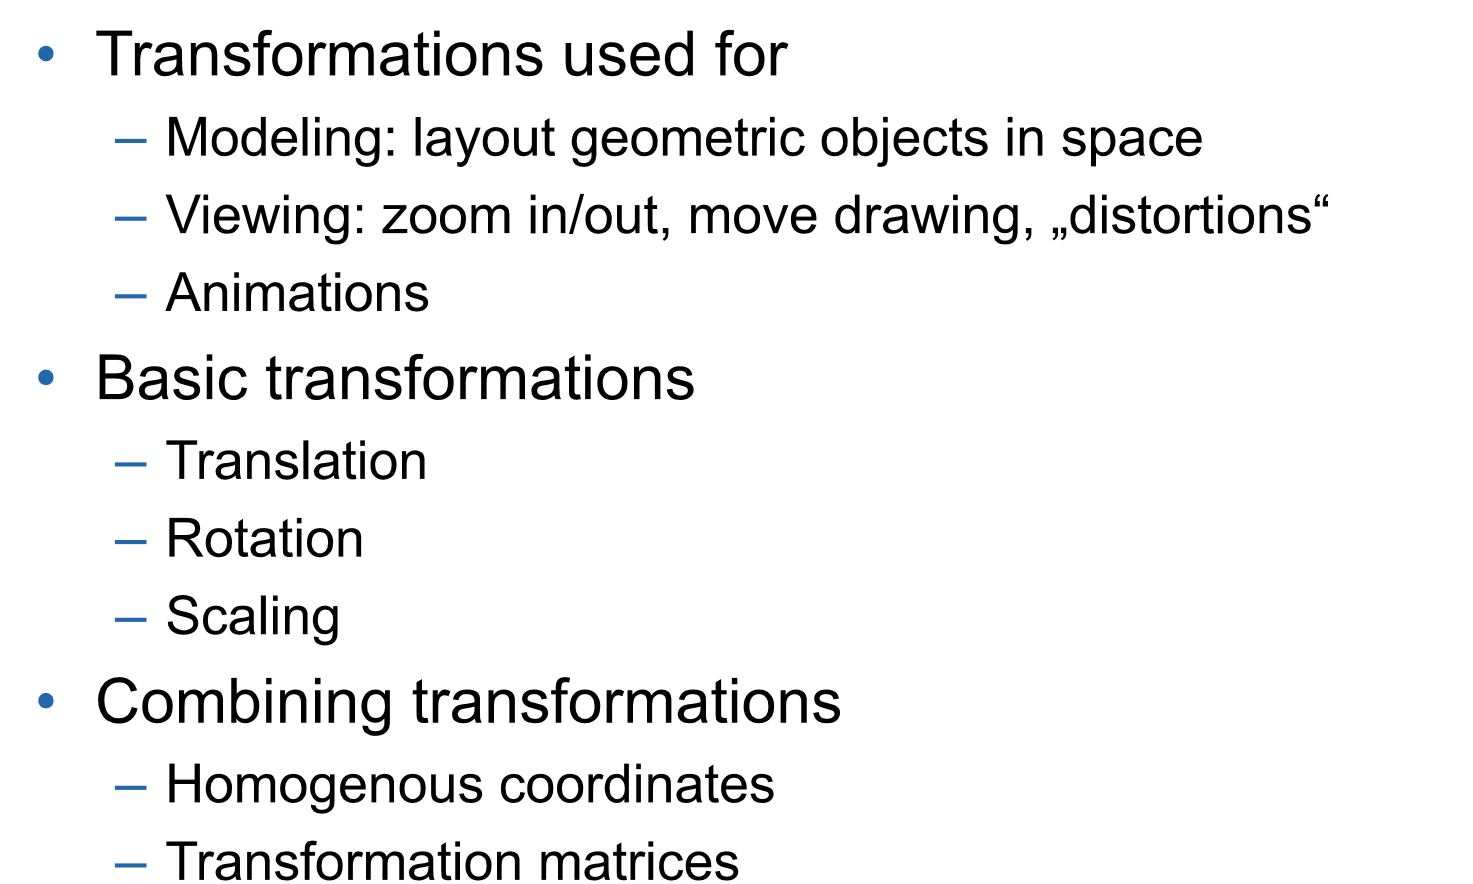 • Transformations used for
– Modeling: layout geometric objects in space
– Viewing: zoom in/out, move drawing, „distortions“
– Animations
• Basic transformations
– Translation
– Rotation
– Scaling
• Combining transformations
– Homogenous coordinates
– Transformation matrices